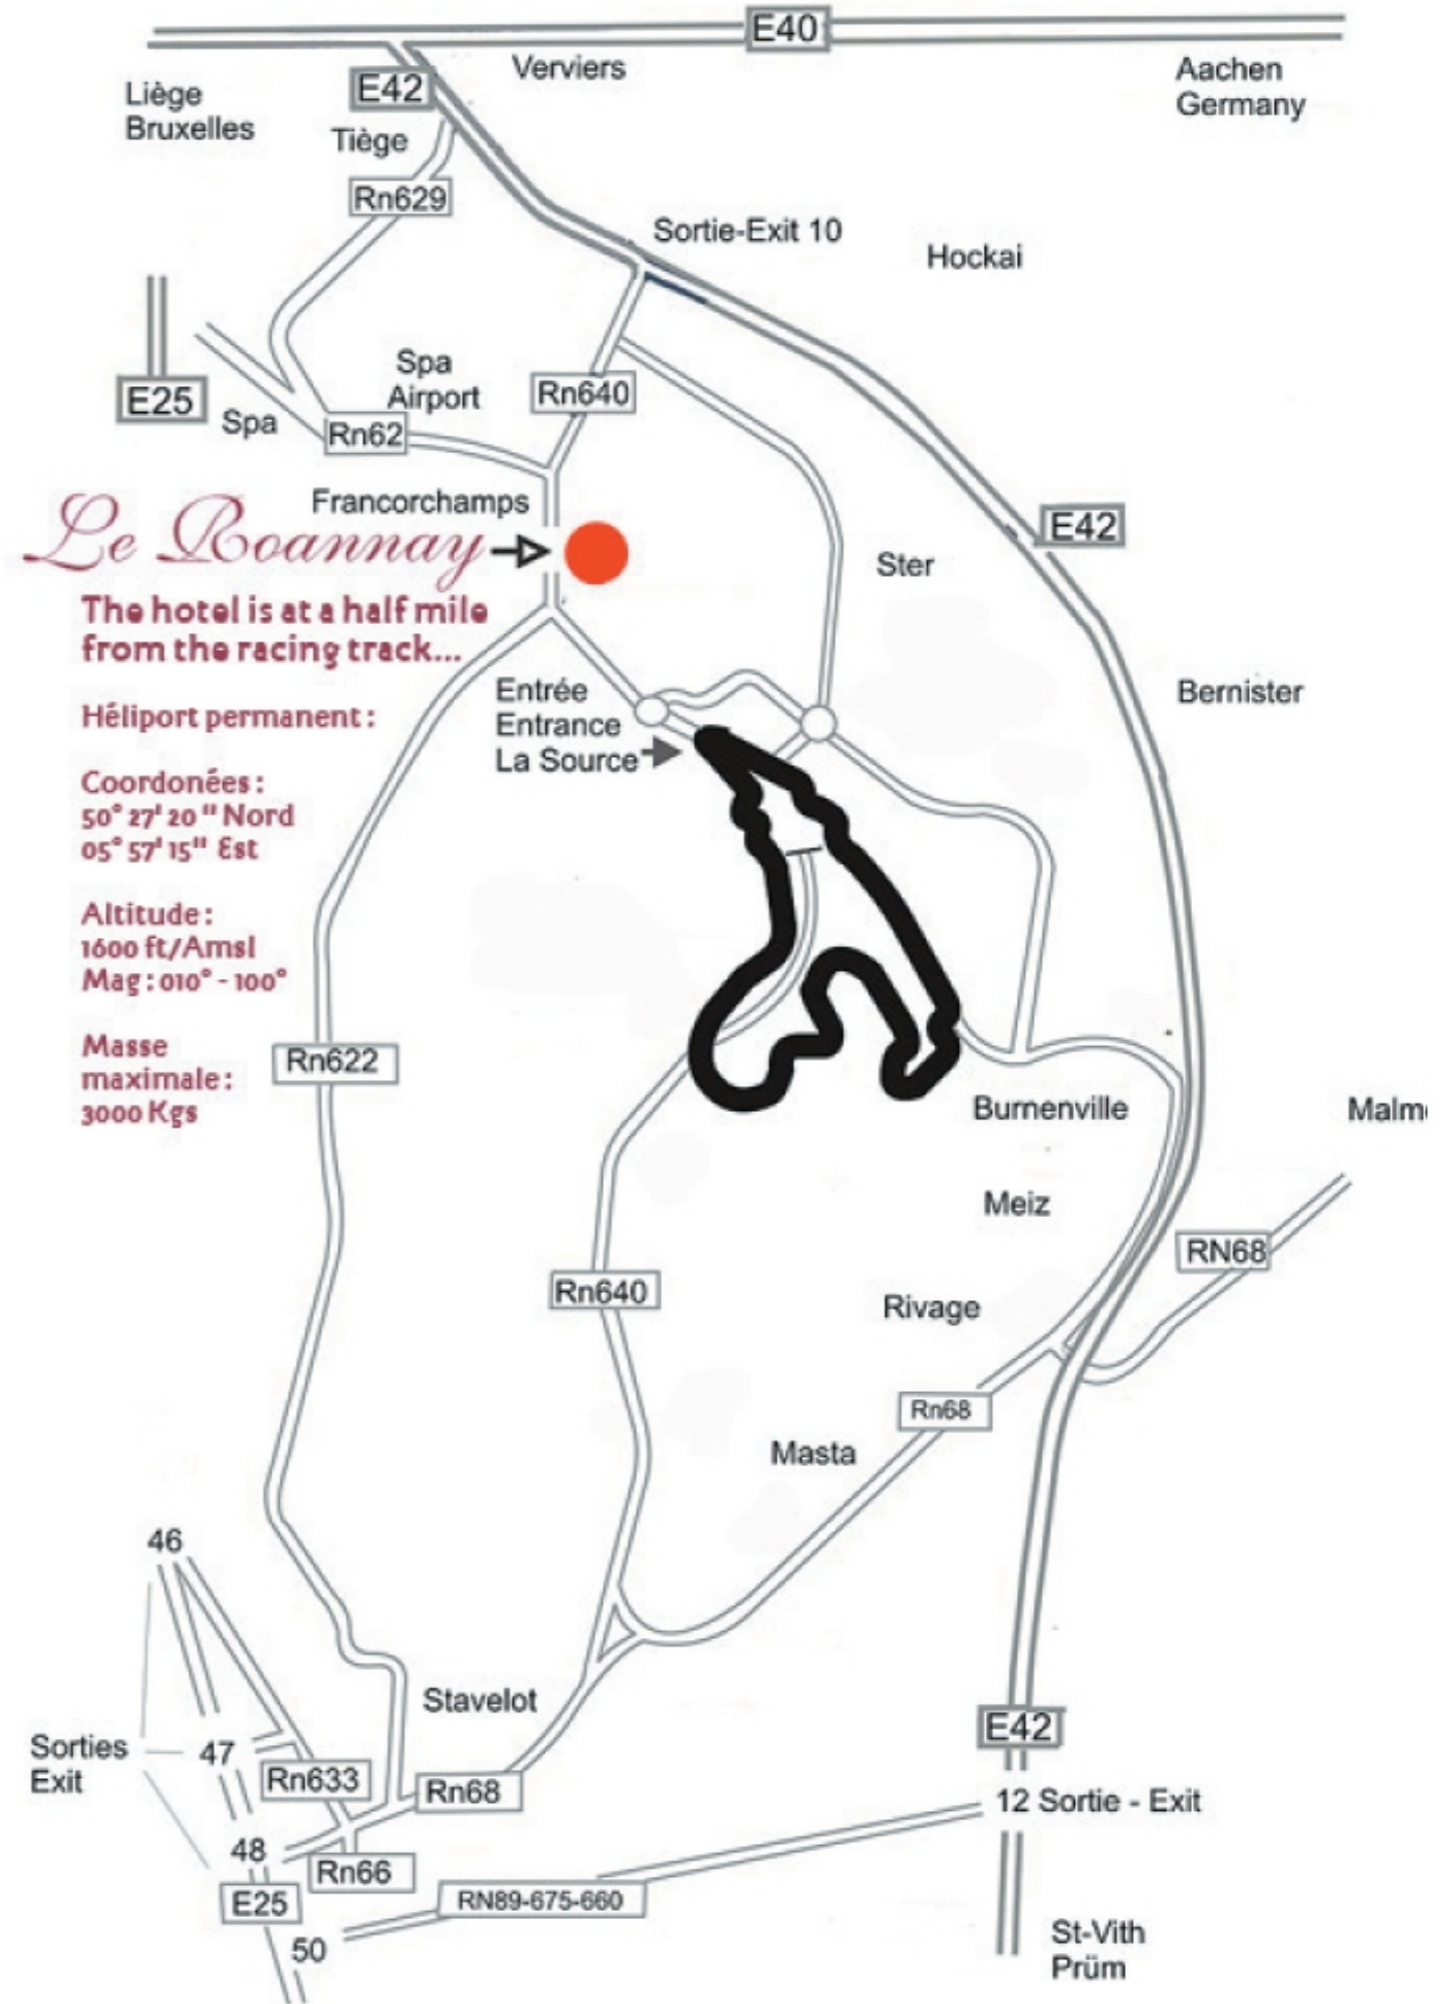 E40
Verviers
Aachen
Germany
E42
Liège
Bruxelles
Tiège
Rn629
Sortie-Exit 10
Hockai
E25
Spa
Airport
Rn640
Spa
Rn62
Francorchamps
Le Roannay
E42
Ster
The hotel is at a half mile
from the racing track...
Entrée
Entrance
La Source
Bernister
Héliport permanent :
Coordonées :
50° 27' 20 " Nord
05° 57' 15" Est
Altitude :
1600 ft/Amsl
Mag : 010° - 100°
Masse
maximale :
3000 Kgs
Rn622
Burnenville
Malm
Meiz
RN68
Rn640
Rivage
Rn68
Masta
46
Stavelot
Sorties
Exit
47
Rn633
Rn68
E42
12 Sortie - Exit
48
Rn66
E25
RN89-675-660
50
St-Vith
Prüm